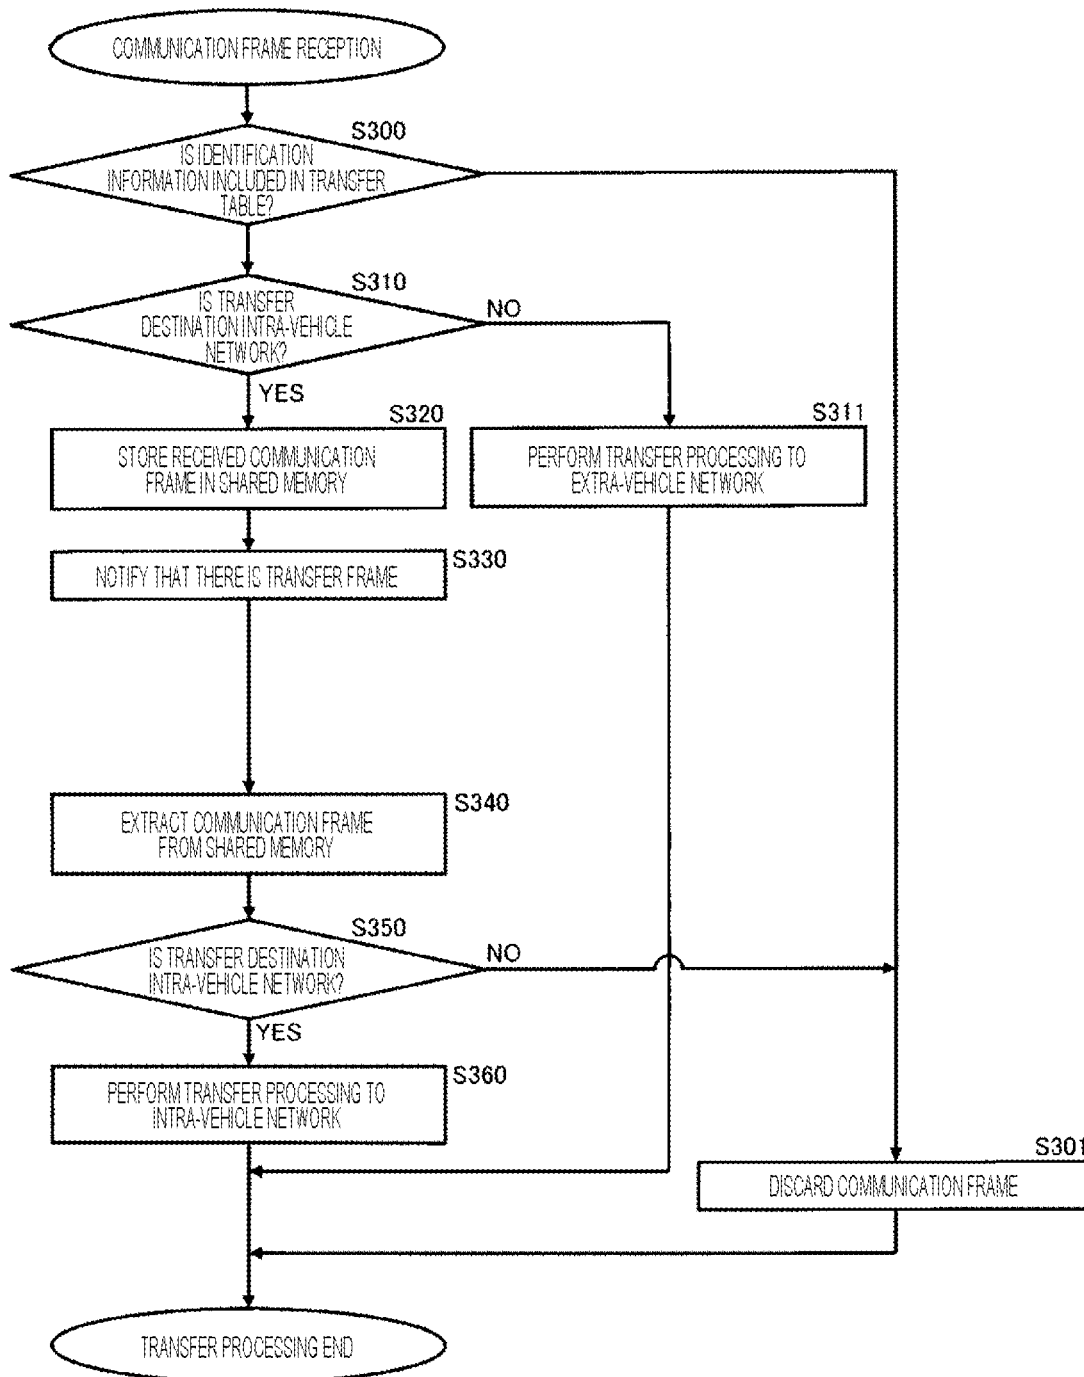 COMMUNICATION FRAME RECEPTION
S300
IS IDENTIFICATION
INFORMATION INCLUDED IN TRANSFER
TABLE?
S310
IS TRANSFER
DESTINATION INTRA-VEHICLE
NETWORK?
NO
YES
S320
STORE RECEIVED COMMUNICATION
FRAME IN SHARED MEMORY
S311
PERFORM TRANSFER PROCESSING TO
EXTRA-VEHICLE NETWORK
S330
NOTIFY THAT THERE IS TRANSFER FRAME
S340
EXTRACT COMMUNICATION FRAME
FROM SHARED MEMORY
S350
IS TRANSFER DESTINATION
INTRA-VEHICLE NETWORK?
NO
YES
S360
PERFORM TRANSFER PROCESSING TO
INTRA-VEHICLE NETWORK
S301
DISCARD COMMUNICATION FRAME
TRANSFER PROCESSING END